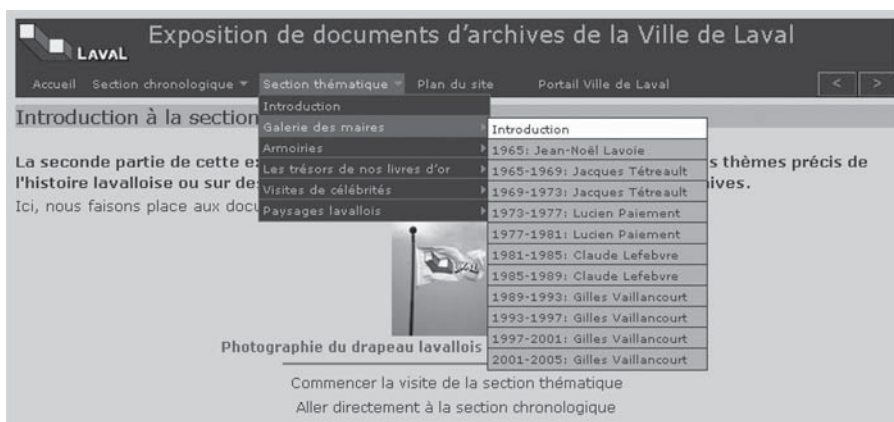 Exposition de documents d'archives de la Ville de Laval
LAVAL
Accueil Section chronologique Section thématique Plan du site Portail Ville de Laval < >
Introduction à la section
Introduction
Galerie des maires
Armoiries
Les trésors de nos livres d'or
Visites de célébrités
Paysages lavallois
Introduction
1965: Jean-Noël Lavoie
1965-1969: Jacques Tétreault
1969-1973: Jacques Tétreault
1973-1977: Lucien Paiement
1977-1981: Lucien Paiement
1981-1985: Claude Lefebvre
1985-1989: Claude Lefebvre
1989-1993: Gilles Vaillancourt
1993-1997: Gilles Vaillancourt
1997-2001: Gilles Vaillancourt
2001-2005: Gilles Vaillancourt
La seconde partie de cette e s thèmes précis de
l'histoire lavalloise ou sur de ives.
Ici, nous faisons place aux docu
Photographie du drapeau lavallois
Commencer la visite de la section thématique
Aller directement à la section chronologique